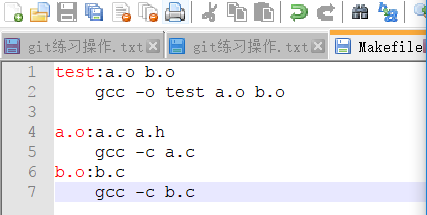 git练习操作.txt git练习操作.txt Makefile
1 test:a.o b.o
2 gcc -o test a.o b.o
3
4 a.o:a.c a.h
5 gcc -c a.c
6 b.o:b.c
7 gcc -c b.c